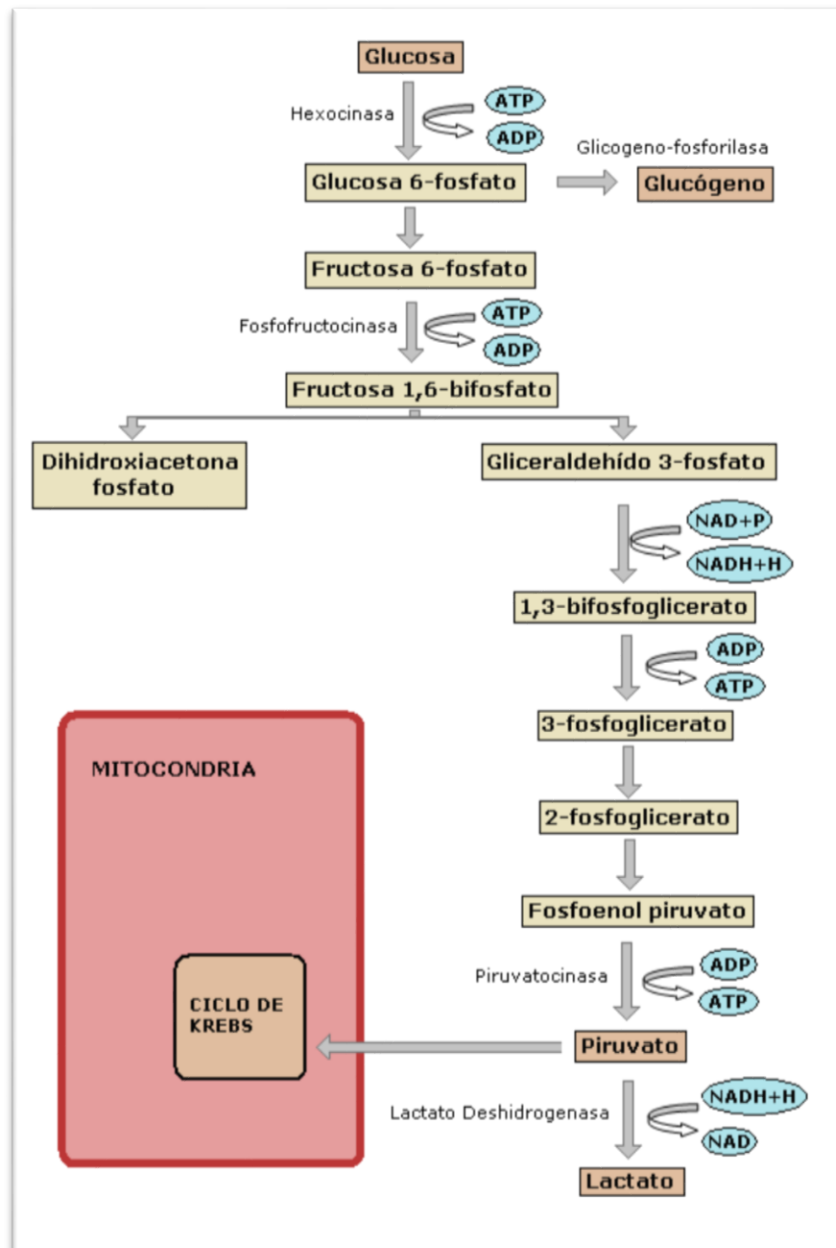 Glucosa
Hexocinasa
ATP
ADP
Glicogeno-fosforilasa
Glucosa 6-fosfato
Glucógeno
Fructosa 6-fosfato
Fosfofructocinasa
ATP
ADP
Fructosa 1,6-bifosfato
Dihidroxiacetona
fosfato
Gliceraldehído 3-fosfato
NAD+P
NADH+H
1,3-bifosfoglicerato
ADP
ATP
3-fosfoglicerato
MITOCONDRIA
2-fosfoglicerato
Fosfoenol piruvato
Piruvatocinasa
ADP
ATP
CICLO DE
KREBS
Piruvato
Lactato Deshidrogenasa
NADH+H
NAD
Lactato